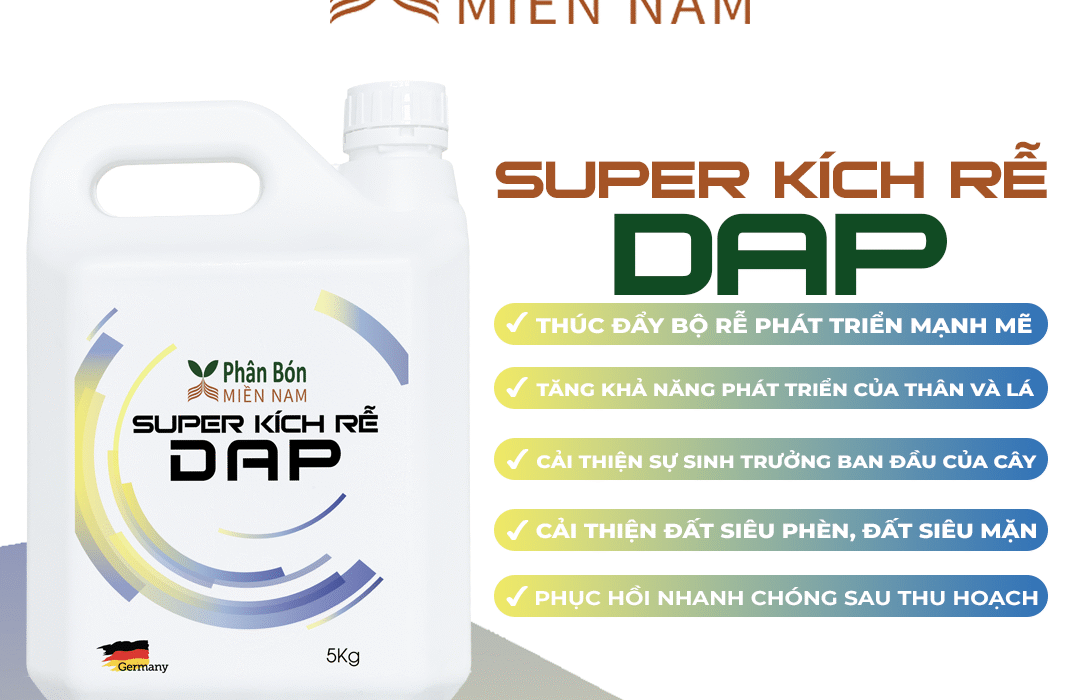 MIỀN NAM
SUPER KÍCH RỄ
DAP
✓ THÚC ĐẨY BỘ RỄ PHÁT TRIỂN MẠNH MẼ
✓ TĂNG KHẢ NĂNG PHÁT TRIỂN CỦA THÂN VÀ LÁ
✓ CẢI THIỆN SỰ SINH TRƯỞNG BAN ĐẦU CỦA CÂY
✓ CẢI THIỆN ĐẤT SIÊU PHÈN, ĐẤT SIÊU MẶN
✓ PHỤC HỒI NHANH CHÓNG SAU THU HOẠCH
Phân Bón
MIỀN NAM
SUPER KÍCH RỄ
DAP
Germany
5Kg